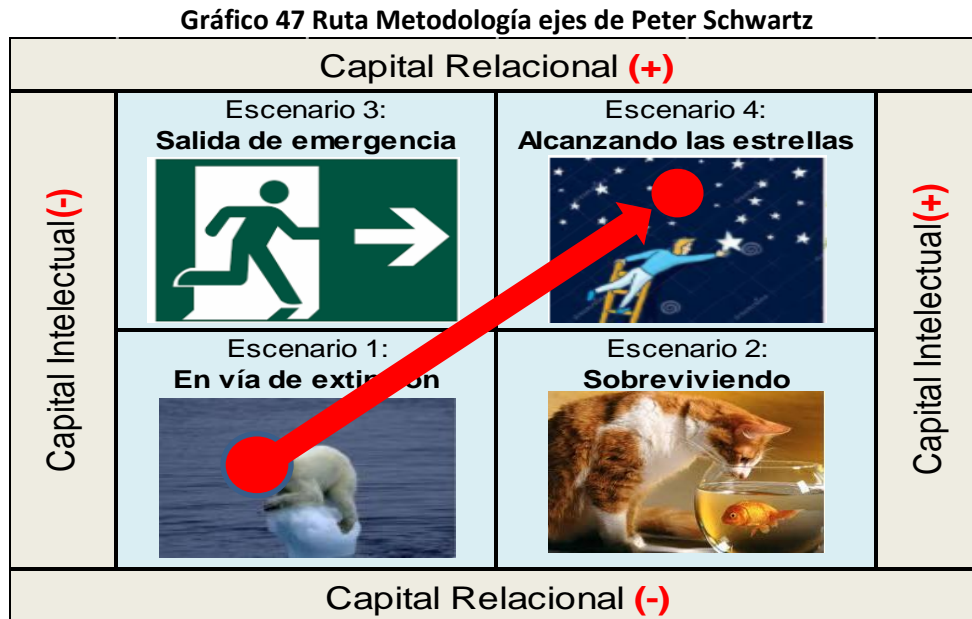 Gráfico 47 Ruta Metodología ejes de Peter Schwartz
Capital Relacional (+)
Capital Intelectual(-)
Escenario 3:
Salida de emergencia
Escenario 4:
Alcanzando las estrellas
Capital Intelectual(+)
Escenario 1:
En vía de extinción
Escenario 2:
Sobreviviendo
Capital Relacional (-)